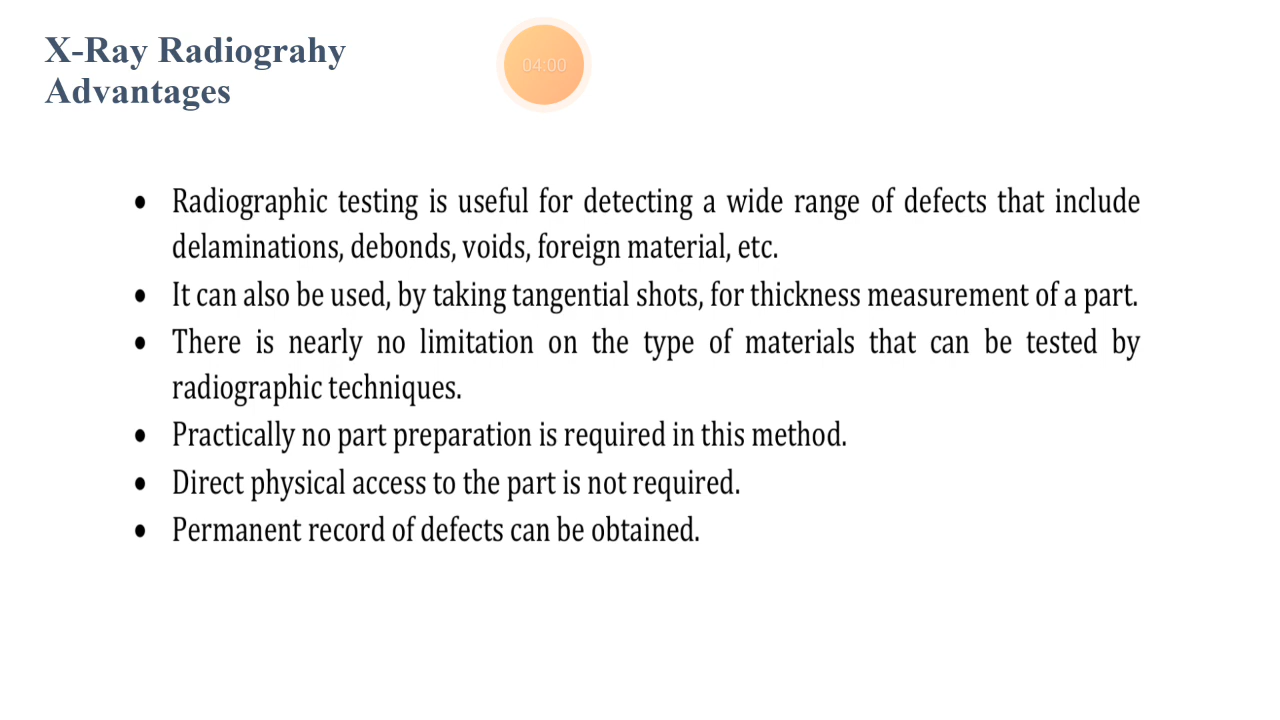 X-Ray Radiograhy
Advantages
04:00
• Radiographic testing is useful for detecting a wide range of defects that include
delaminations, debonds, voids, foreign material, etc.
• It can also be used, by taking tangential shots, for thickness measurement of a part.
• There is nearly no limitation on the type of materials that can be tested by
radiographic techniques.
• Practically no part preparation is required in this method.
• Direct physical access to the part is not required.
• Permanent record of defects can be obtained.